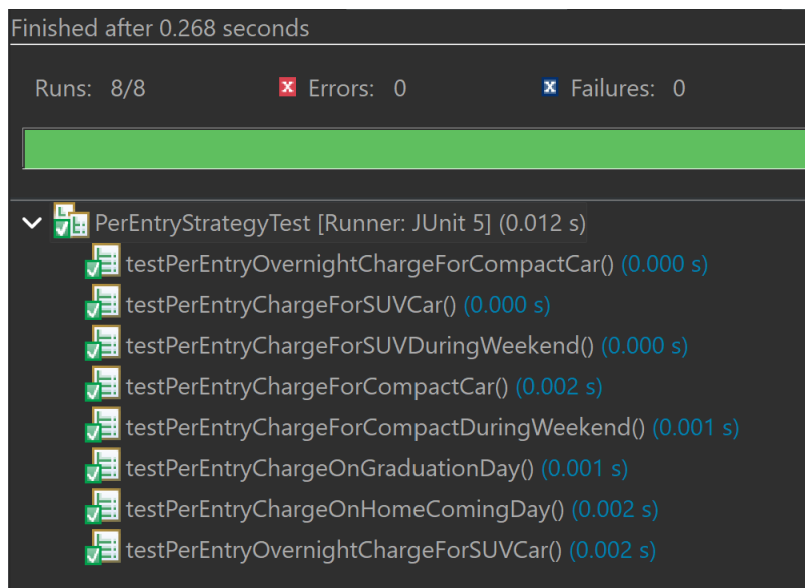 Finished after 0.268 seconds
Runs: 8/8 Errors: 0 Failures: 0
PerEntryStrategyTest [Runner: JUnit 5] (0.012 s)
testPerEntryOvernightChargeForCompactCar() (0.000 s)
testPerEntryChargeForSUVCar() (0.000 s)
testPerEntryChargeForSUVDuringWeekend() (0.000 s)
testPerEntryChargeForCompactCar() (0.002 s)
testPerEntryChargeForCompactDuringWeekend() (0.001 s)
testPerEntryChargeOnGraduationDay() (0.001 s)
testPerEntryChargeOnHomeComingDay() (0.002 s)
testPerEntryOvernightChargeForSUVCar() (0.002 s)